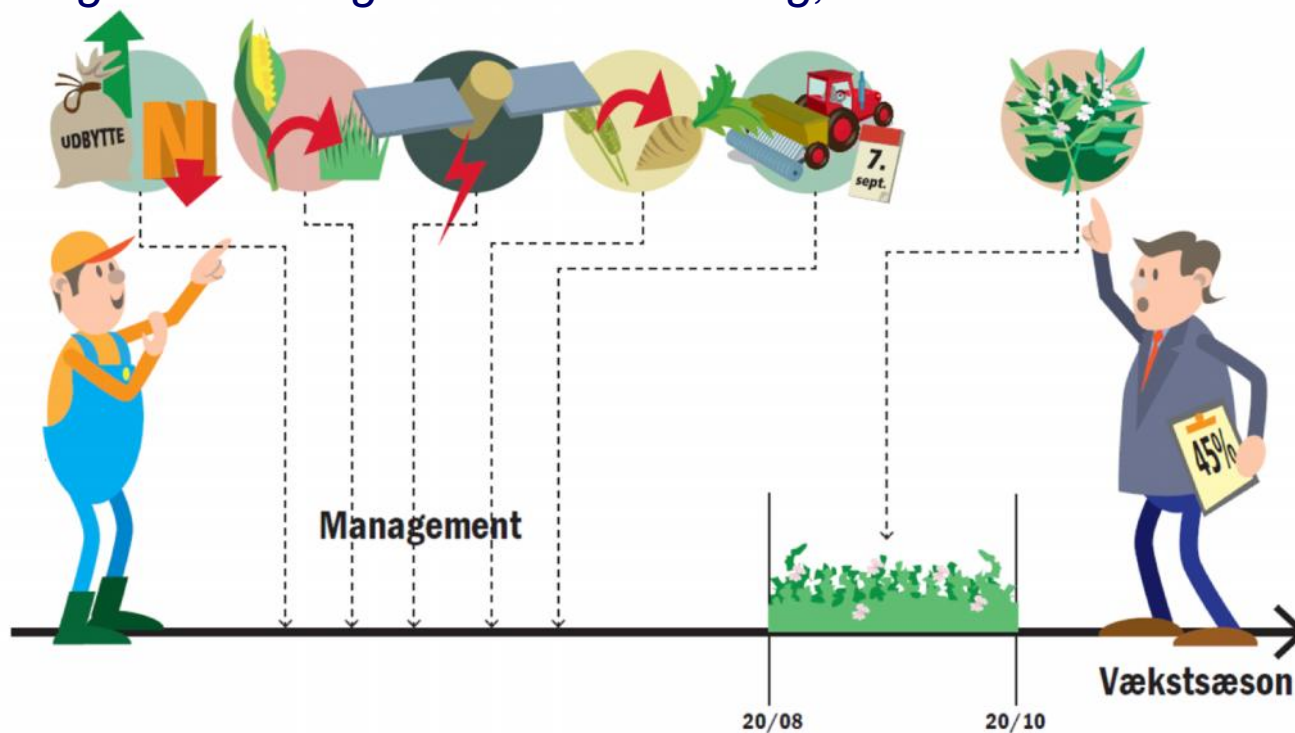 UDBYTTE
N
7.
sept.
45%
Management
Vækstsæson
20/08
20/10